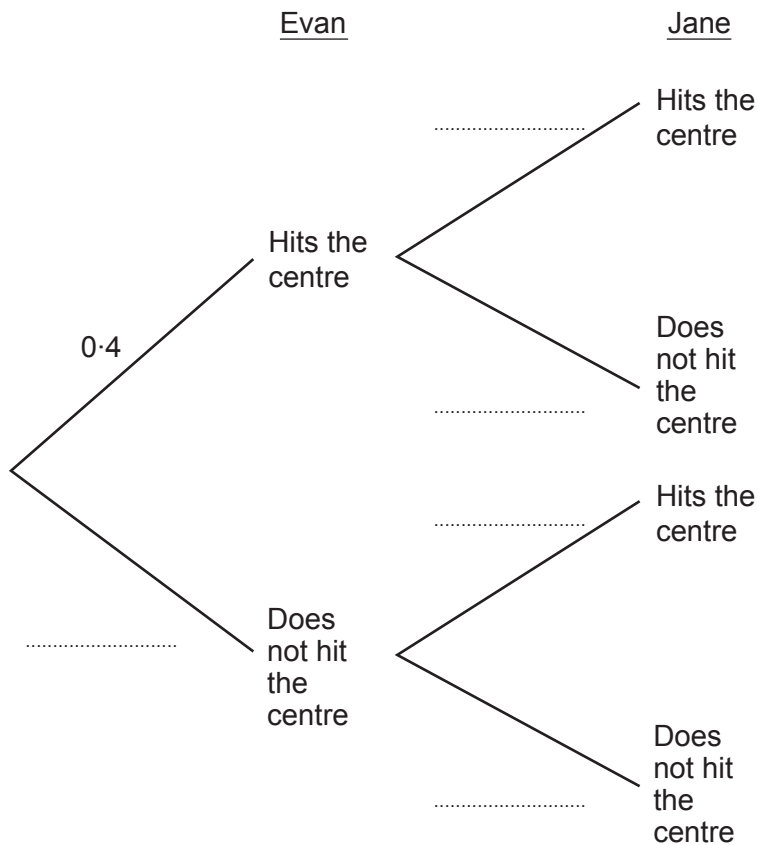 Evan
Jane
Hits the
centre
Hits the
centre
0·4
Does
not hit
the
centre
Hits the
centre
Does
not hit
the
centre
Does
not hit
the
centre